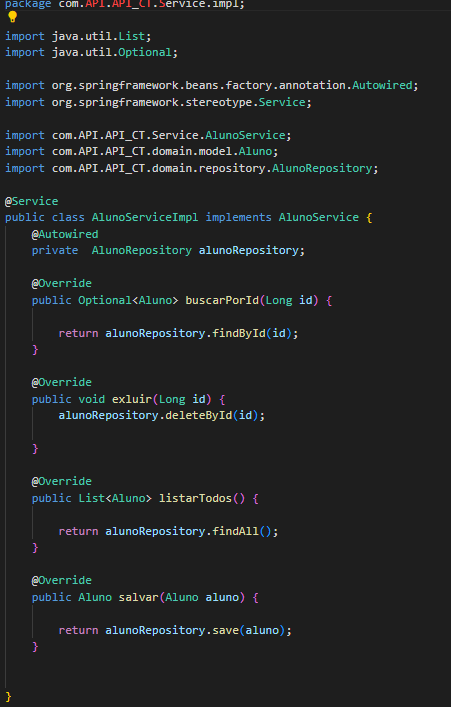 package com.API.API_CT.Service.impl;
import java.util.List;
import java.util.Optional;
import org.springframework.beans.factory.annotation.Autowired;
import org.springframework.stereotype.Service;
import com.API.API_CT.Service.AlunoService;
import com.API.API_CT.domain.model.Aluno;
import com.API.API_CT.domain.repository.AlunoRepository;
@Service
public class AlunoServiceImpl implements AlunoService {
@Autowired
private  AlunoRepository alunoRepository;
@Override
public Optional<Aluno> buscarPorId(Long id) {
return alunoRepository.findById(id);
}
@Override
public void exluir(Long id) {
alunoRepository.deleteById(id);
}
@Override
public List<Aluno> listarTodos() {
return alunoRepository.findAll();
}
@Override
public Aluno salvar(Aluno aluno) {
return alunoRepository.save(aluno);
}
}